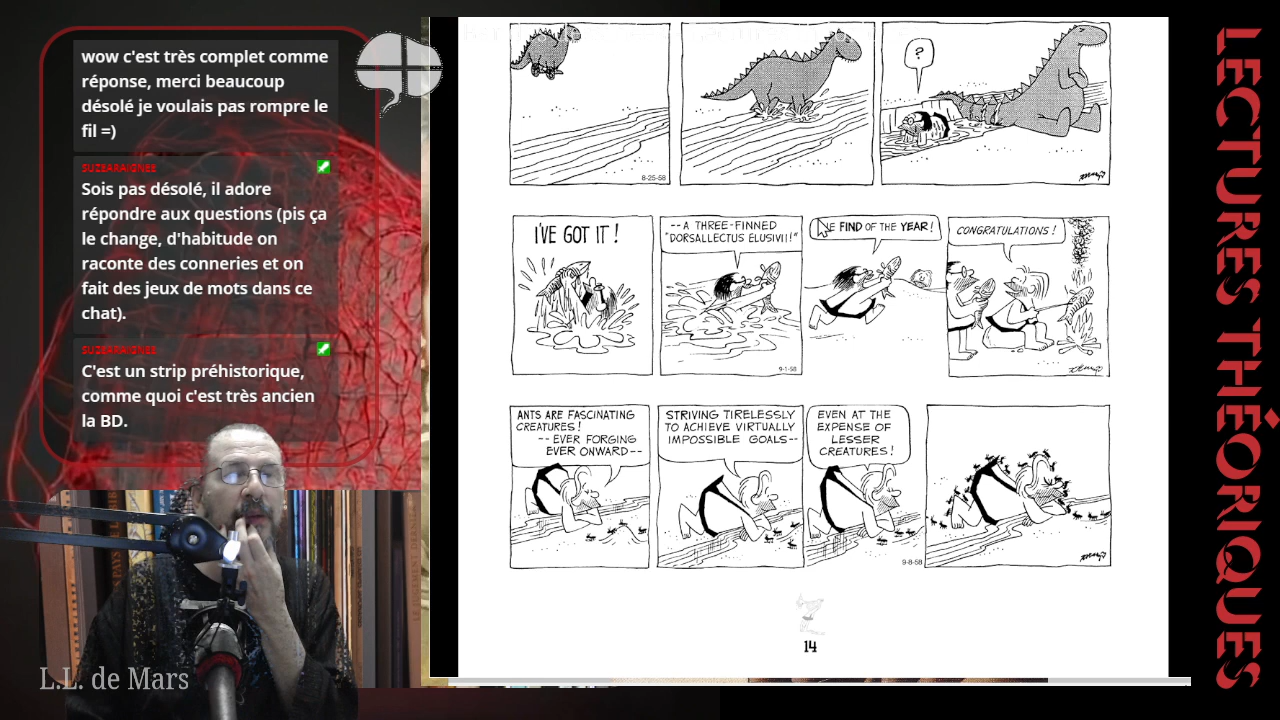 wow c'est très complet comme
réponse, merci beaucoup
désolé je voulais pas rompre le
fil =)
SUZEARAIGNEE
Sois pas désolé, il adore
répondre aux questions (pis ça
le change, d'habitude on
raconte des conneries et on
fait des jeux de mots dans ce
chat).
SUZEARAIGNEE
C'est un strip préhistorique,
comme quoi c'est très ancien
la BD.
L.L. de Mars
?
8-25-58
I'VE GOT IT!
--A THREE-FINNED
"DORSALLECTUS ELUSIVII!"
9-1-58
FIND OF THE YEAR!
CONGRATULATIONS!
ANTS ARE FASCINATING
CREATURES!
--EVER FORGING
EVER ONWARD--
STRIVING TIRELESSLY
TO ACHIEVE VIRTUALLY
IMPOSSIBLE GOALS--
EVEN AT THE
EXPENSE OF
LESSER
CREATURES!
9-8-58
14
LECTURES THÉORIQUES